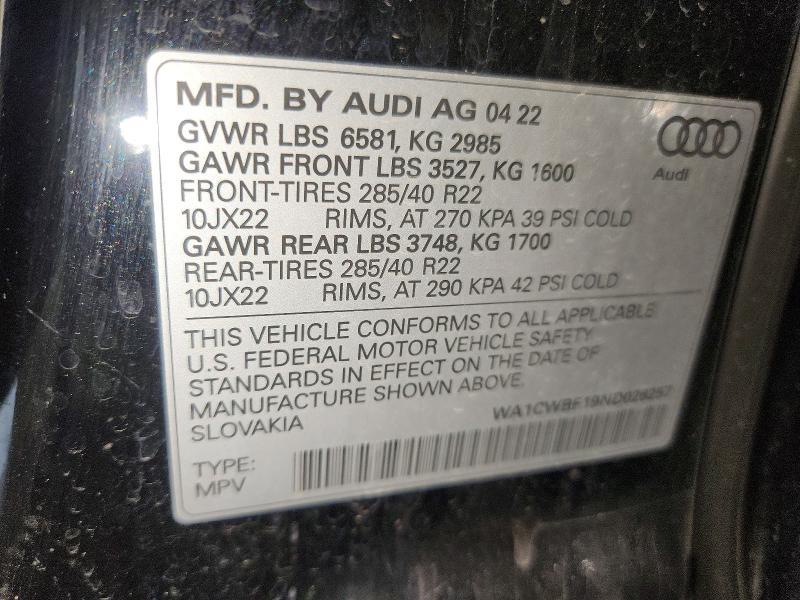 MFD. BY AUDI AG 04 22
GVWR LBS 6581, KG 2985
GAWR FRONT LBS 3527, KG 1600
FRONT-TIRES 285/40 R22
10JX22 RIMS, AT 270 KPA 39 PSI COLD
GAWR REAR LBS 3748, KG 1700
REAR-TIRES 285/40 R22
10JX22 RIMS, AT 290 KPA 42 PSI COLD
Audi
THIS VEHICLE CONFORMS TO ALL APPLICABLE
U.S. FEDERAL MOTOR VEHICLE SAFETY
STANDARDS IN EFFECT ON THE DATE OF
MANUFACTURE SHOWN ABOVE.
SLOVAKIA
WA1CWBF19ND026257
TYPE:
MPV